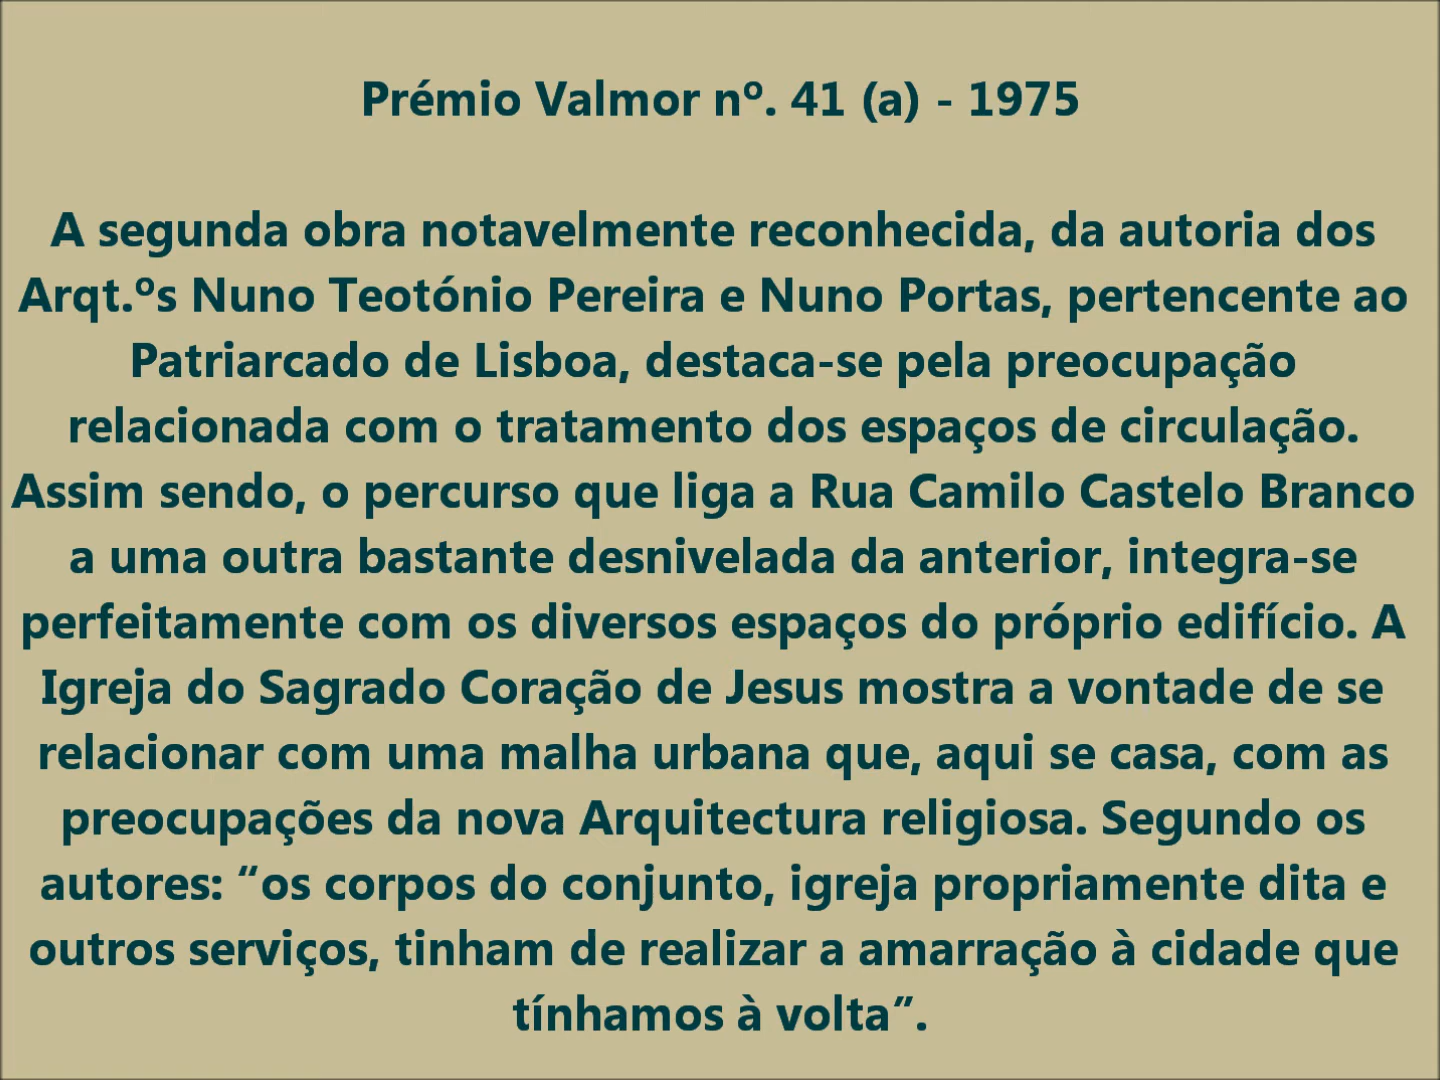 Prémio Valmor nº. 41 (a) - 1975
A segunda obra notavelmente reconhecida, da autoria dos
Arqt.ºs Nuno Teotónio Pereira e Nuno Portas, pertencente ao
Patriarcado de Lisboa, destaca-se pela preocupação
relacionada com o tratamento dos espaços de circulação.
Assim sendo, o percurso que liga a Rua Camilo Castelo Branco
a uma outra bastante desnivelada da anterior, integra-se
perfeitamente com os diversos espaços do próprio edifício. A
Igreja do Sagrado Coração de Jesus mostra a vontade de se
relacionar com uma malha urbana que, aqui se casa, com as
preocupações da nova Arquitectura religiosa. Segundo os
autores: “os corpos do conjunto, igreja propriamente dita e
outros serviços, tinham de realizar a amarração à cidade que
tínhamos à volta”.